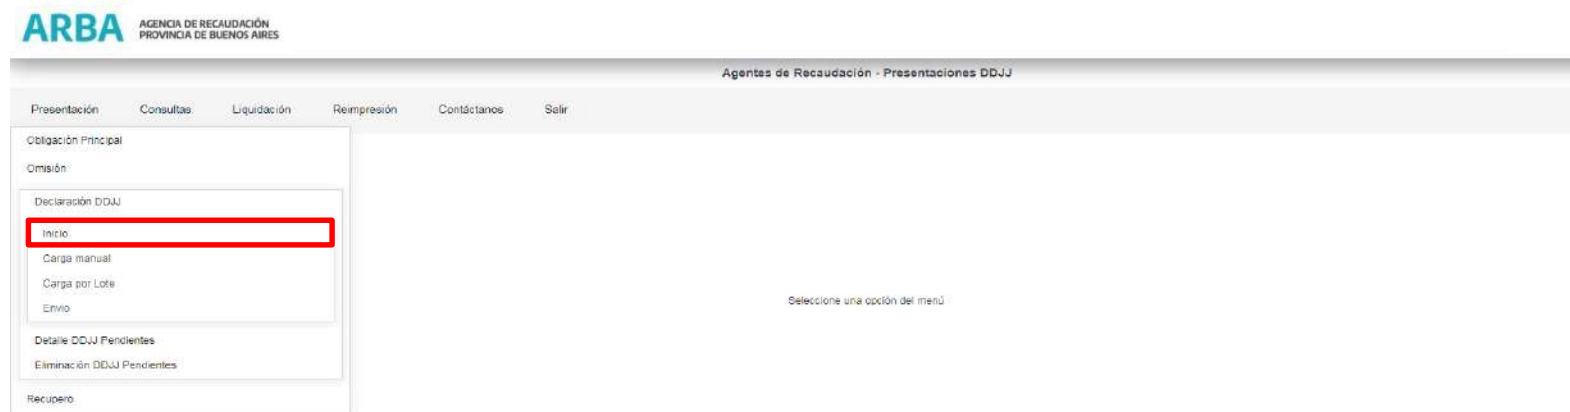 ARBA AGENCIA DE RECAUDACIÓN
PROVINCIA DE BUENOS AIRES
Agentes de Recaudación - Presentaciones DDJJ
Presentación Consultas Liquidación Reimpresión Contáctanos Salir
Obligación Principal
Omisión
Declaración DDJJ
Inicio
Carga manual
Carga por Lote
Envio
Seleccione una opción del menú
Detalle DDJJ Pendientes
Eliminación DDJJ Pendientes
Recupero